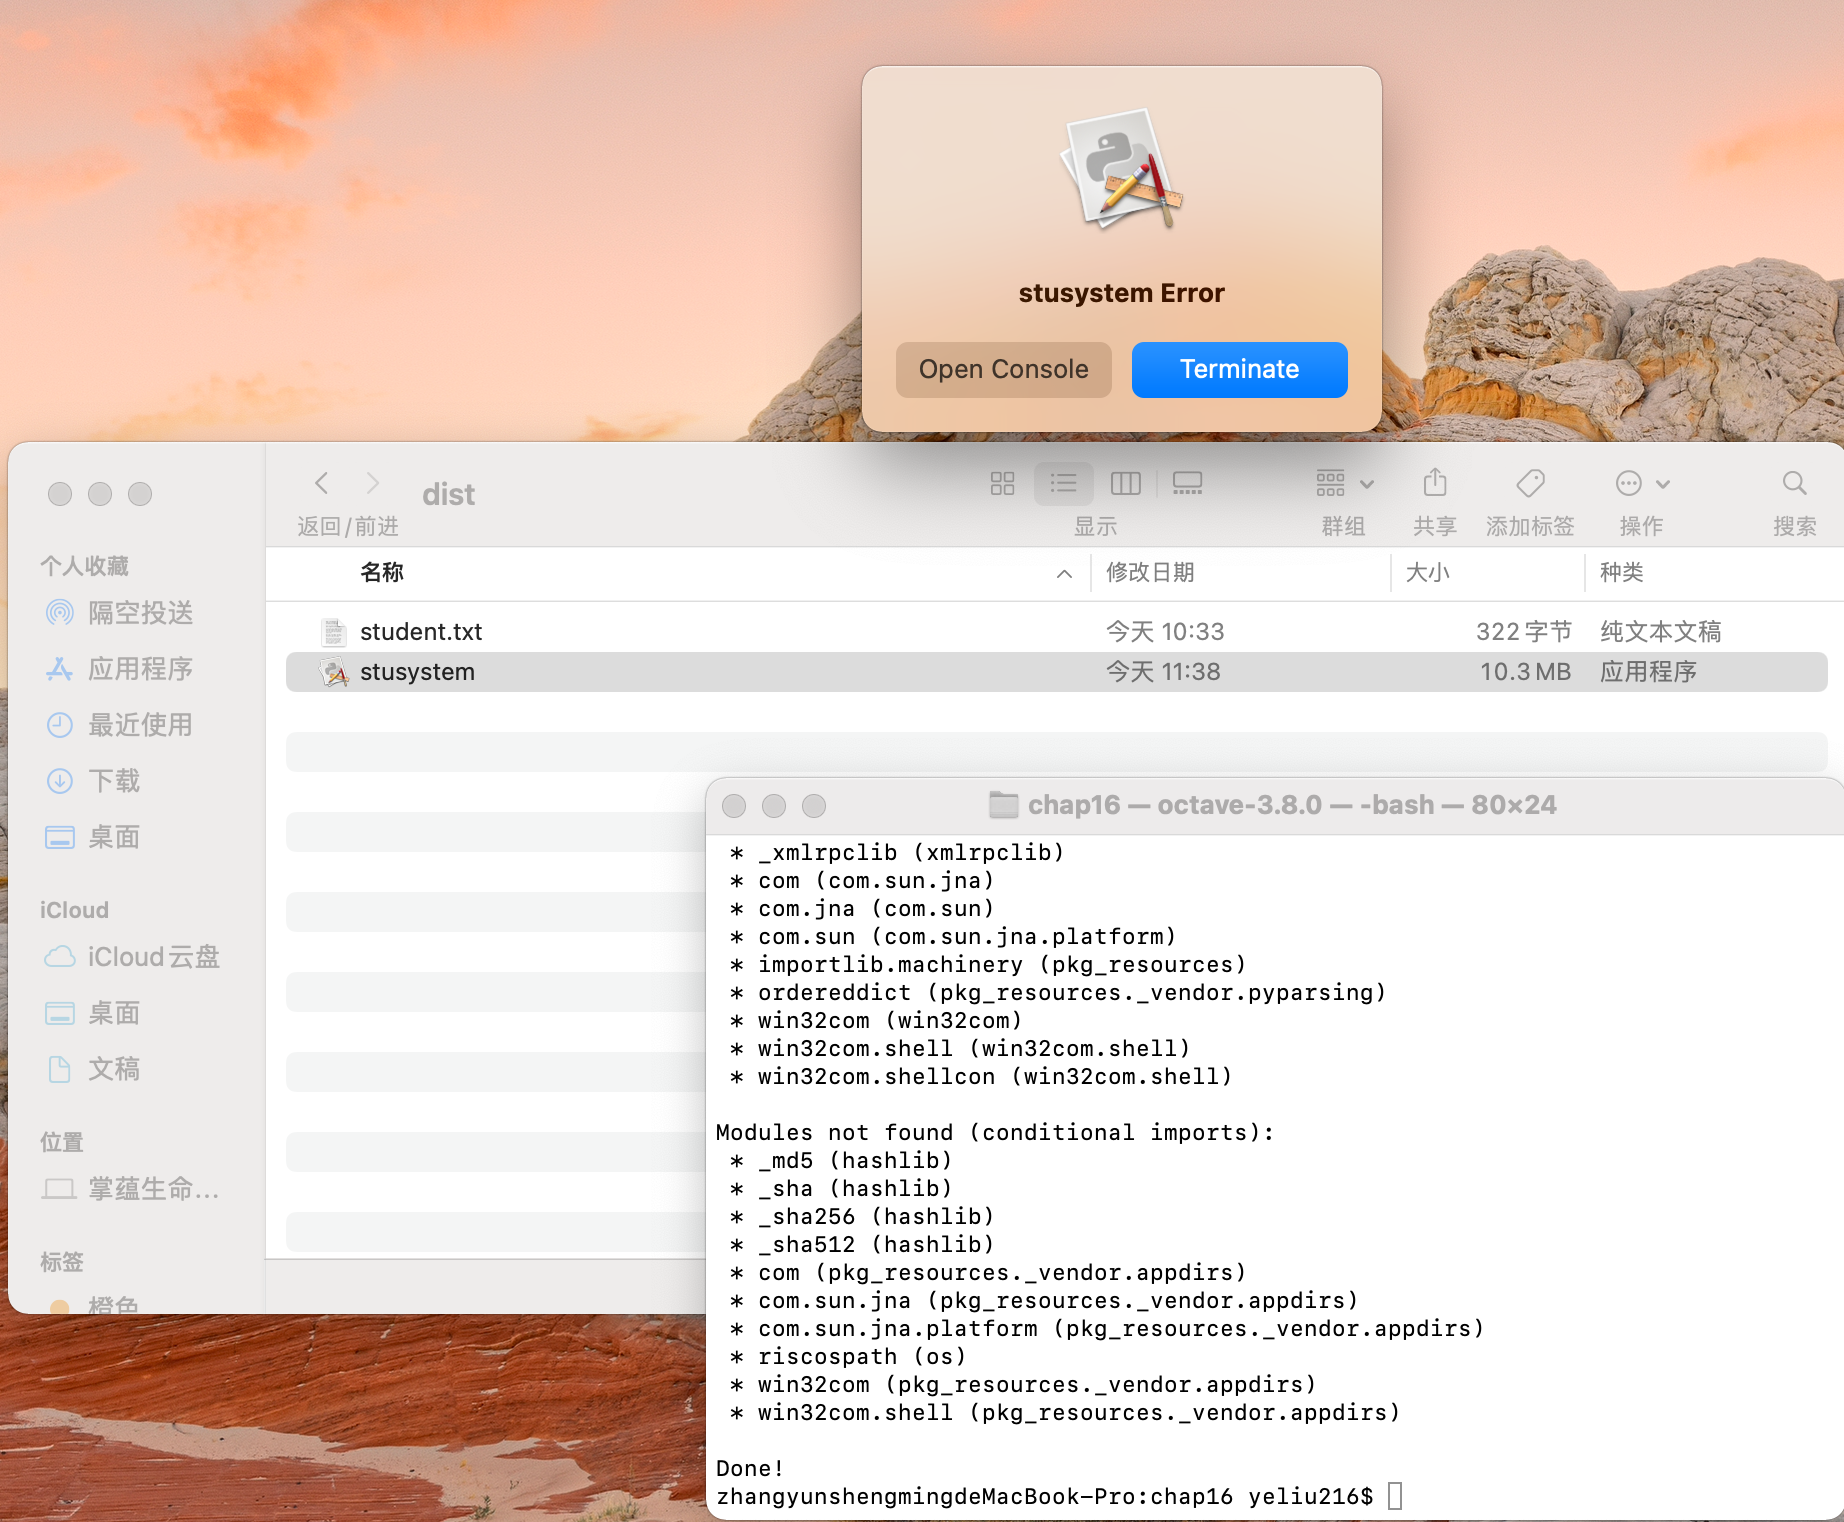 stusystem Error
Open Console
Terminate
返回/前进
dist
显示
群组
共享
添加标签
操作
搜索
个人收藏
隔空投送
应用程序
最近使用
下载
桌面
iCloud
iCloud云盘
桌面
文稿
位置
掌蕴生命...
标签
橙色
名称
修改日期
大小
种类
student.txt
今天 10:33
322字节
纯文本文稿
stusystem
今天 11:38
10.3 MB
应用程序
chap16 — octave-3.8.0 — -bash — 80×24
* _xmlrpclib (xmlrpclib)
* com (com.sun.jna)
* com.jna (com.sun)
* com.sun (com.sun.jna.platform)
* importlib.machinery (pkg_resources)
* ordereddict (pkg_resources._vendor.pyparsing)
* win32com (win32com)
* win32com.shell (win32com.shell)
* win32com.shellcon (win32com.shell)
Modules not found (conditional imports):
* _md5 (hashlib)
* _sha (hashlib)
* _sha256 (hashlib)
* _sha512 (hashlib)
* com (pkg_resources._vendor.appdirs)
* com.sun.jna (pkg_resources._vendor.appdirs)
* com.sun.jna.platform (pkg_resources._vendor.appdirs)
* riscospath (os)
* win32com (pkg_resources._vendor.appdirs)
* win32com.shell (pkg_resources._vendor.appdirs)
Done!
zhangyunshengmingdeMacBook-Pro:chap16 yeliu216$